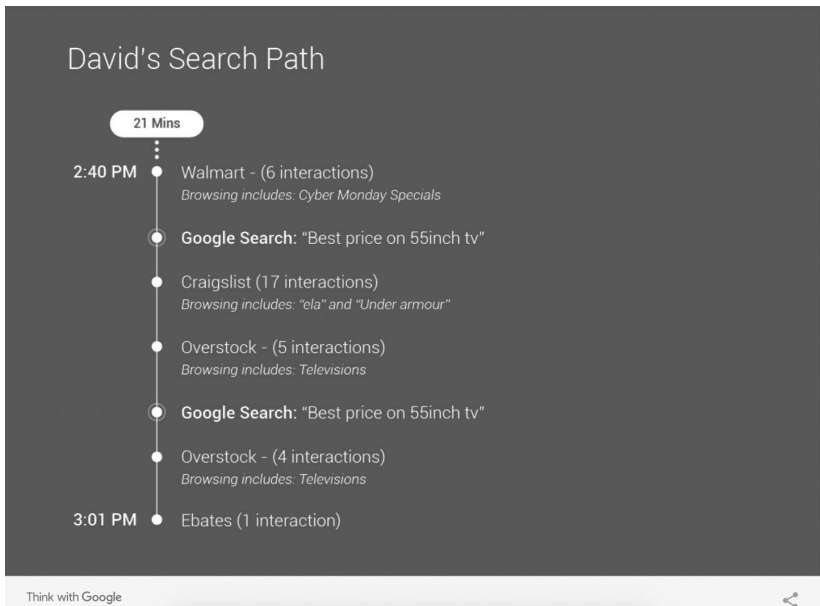 David's Search Path
21 Mins
2:40 PM Walmart - (6 interactions)
Browsing includes: Cyber Monday Specials
Google Search: “Best price on 55inch tv”
Craigslist (17 interactions)
Browsing includes: “ela” and “Under armour”
Overstock - (5 interactions)
Browsing includes: Televisions
Google Search: “Best price on 55inch tv”
Overstock - (4 interactions)
Browsing includes: Televisions
3:01 PM Ebates (1 interaction)
Think with Google